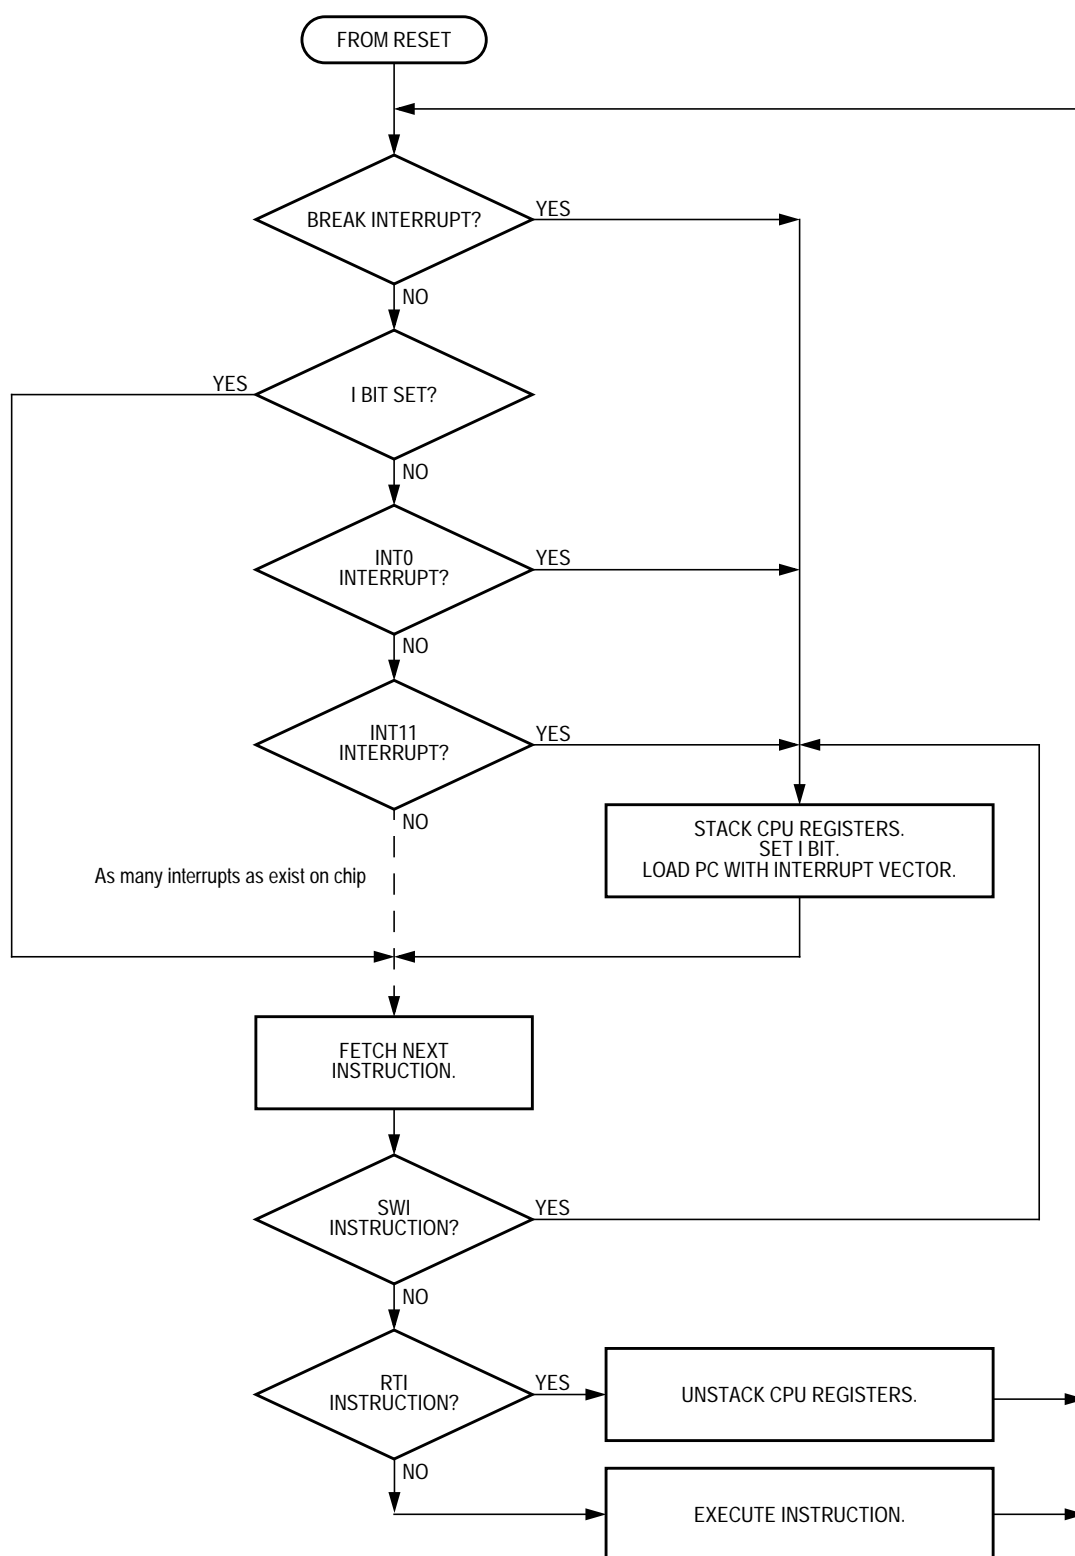 FROM RESET
BREAK INTERRUPT?
YES
NO
YES
I BIT SET?
NO
INT0
INTERRUPT?
YES
NO
INT11
INTERRUPT?
YES
NO
STACK CPU REGISTERS.
SET I BIT.
LOAD PC WITH INTERRUPT VECTOR.
As many interrupts as exist on chip
FETCH NEXT
INSTRUCTION.
SWI
INSTRUCTION?
YES
NO
RTI
INSTRUCTION?
YES
UNSTACK CPU REGISTERS.
NO
EXECUTE INSTRUCTION.